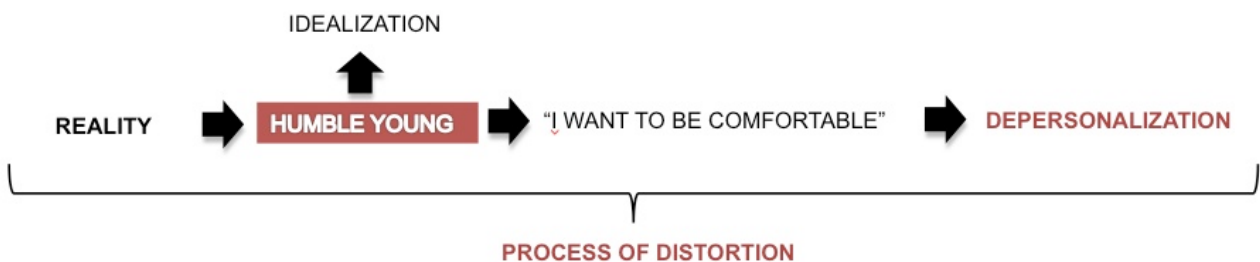 IDEALIZATION
REALITY
HUMBLE YOUNG
“I WANT TO BE COMFORTABLE”
DEPERSONALIZATION
PROCESS OF DISTORTION